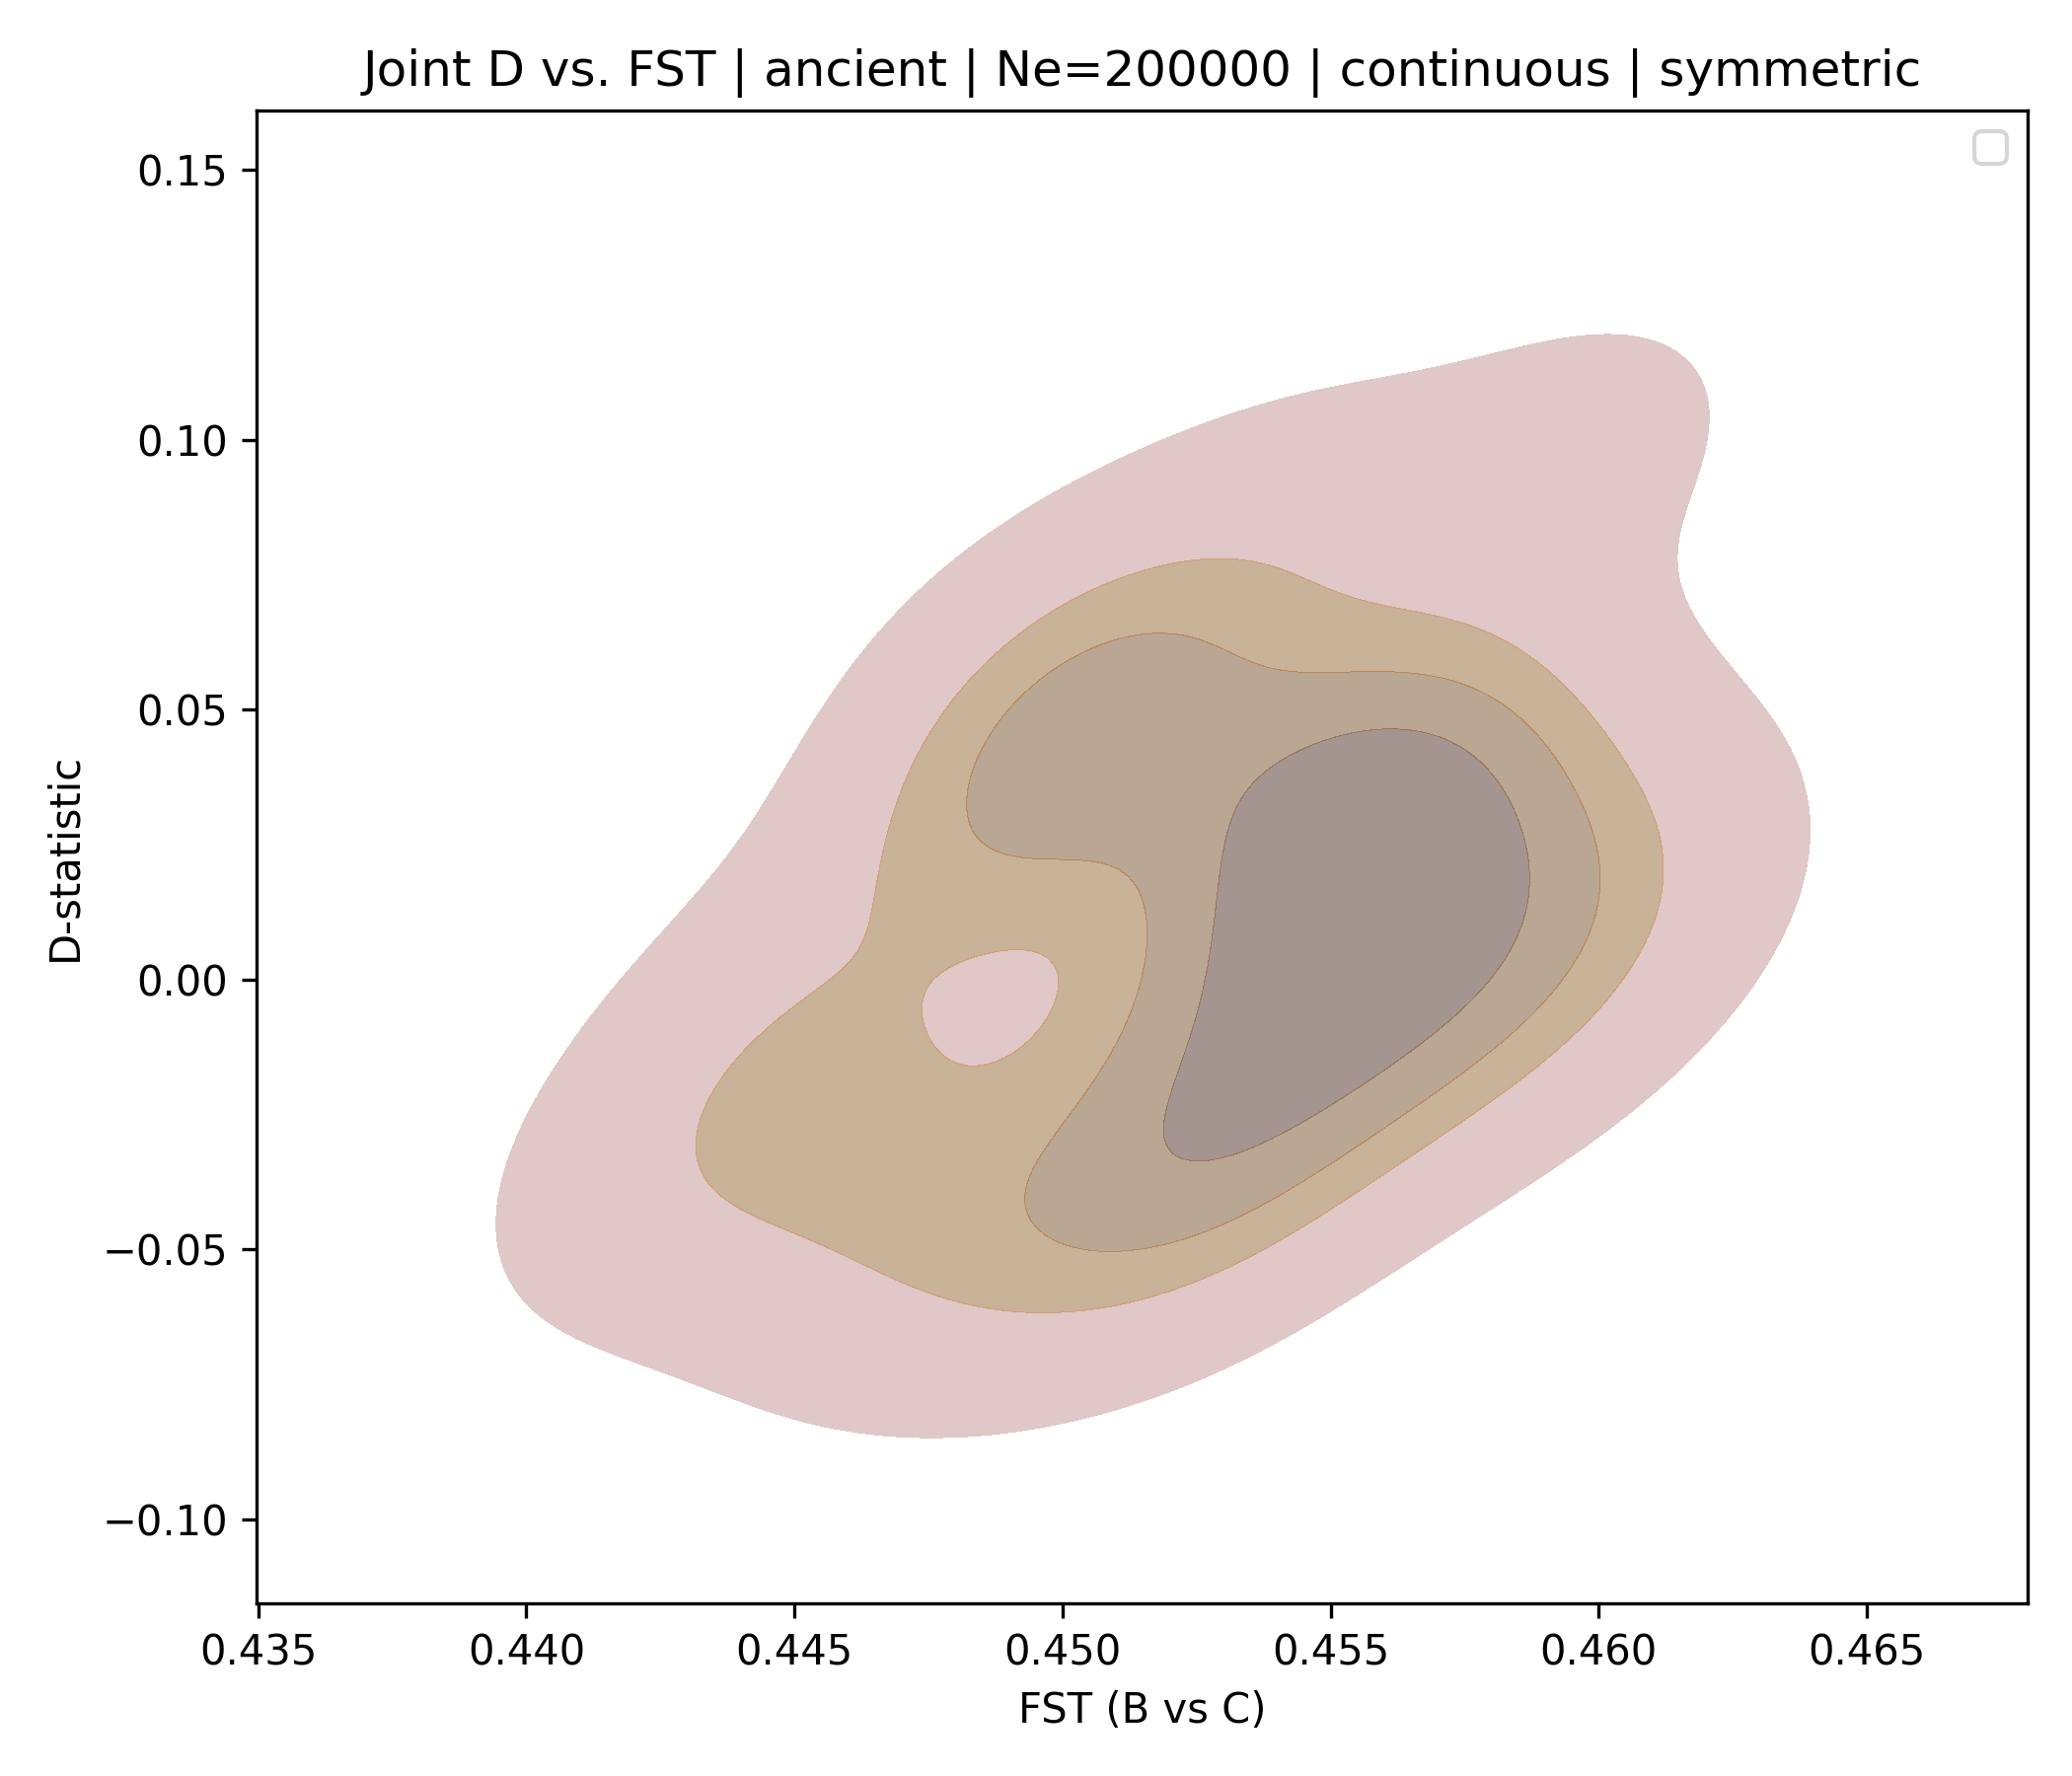 Joint D vs. FST | ancient | Ne=200000 | continuous | symmetric
0.15
0.10
0.05
0.00
−0.05
−0.10
D-statistic
0.435 0.440 0.445 0.450 0.455 0.460 0.465
FST (B vs C)